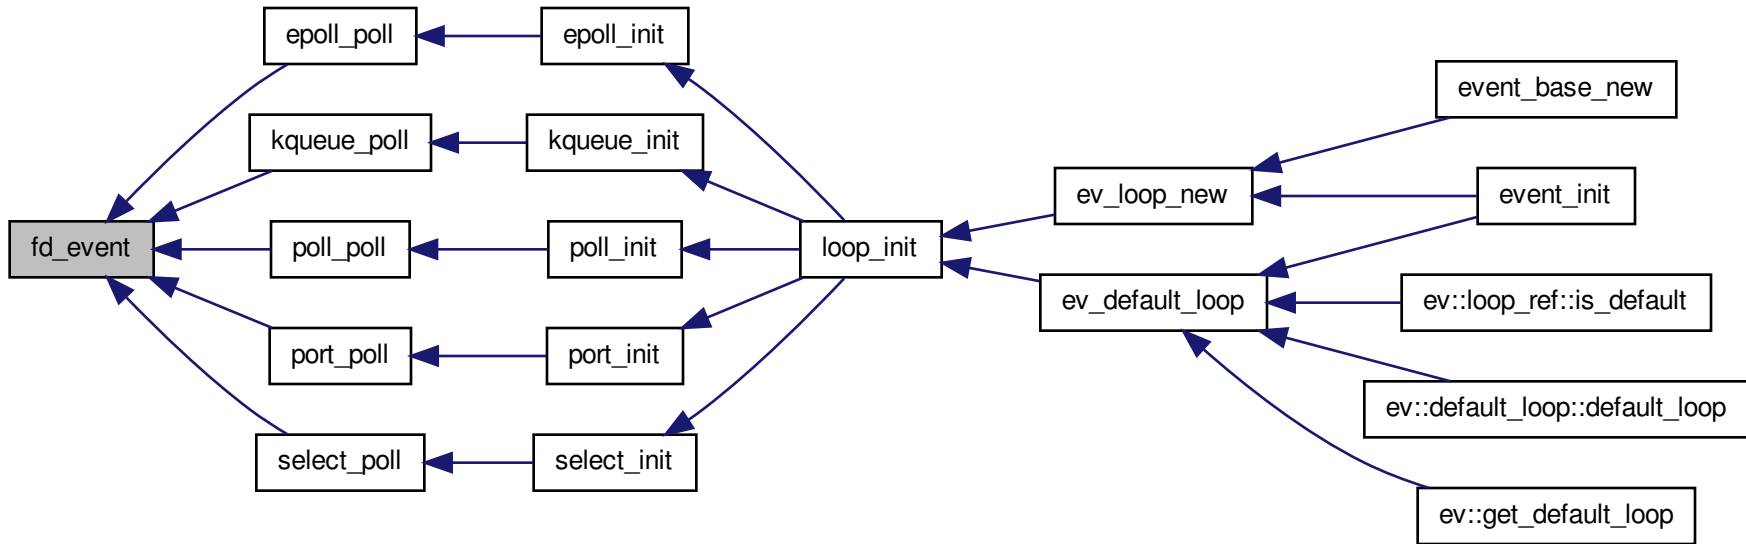 epoll_poll
epoll_init
event_base_new
kqueue_poll
kqueue_init
ev_loop_new
event_init
fd_event
poll_poll
poll_init
loop_init
ev_default_loop
ev::loop_ref::is_default
port_poll
port_init
ev::default_loop::default_loop
select_poll
select_init
ev::get_default_loop